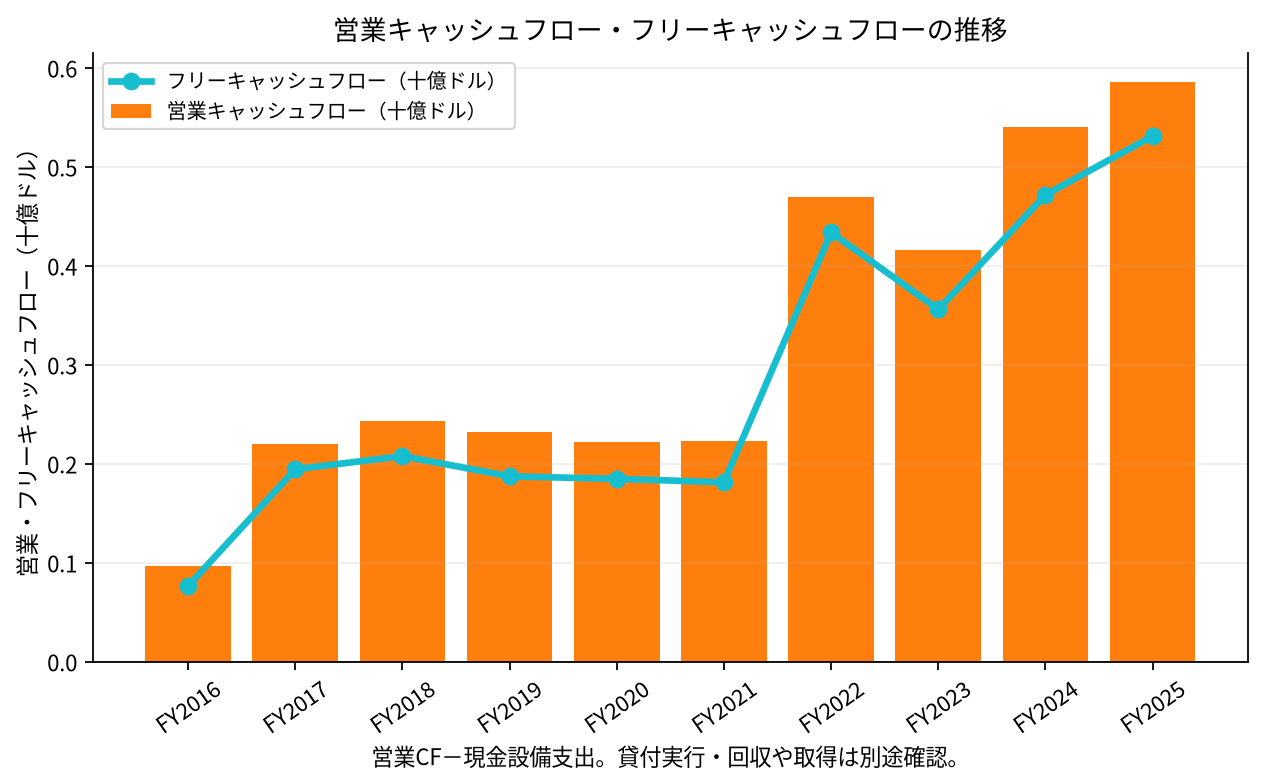 営業キャッシュフロー・フリーキャッシュフローの推移
フリーキャッシュフロー（十億ドル）
営業キャッシュフロー（十億ドル）
営業・フリーキャッシュフロー（十億ドル）
0.6
0.5
0.4
0.3
0.2
0.1
0.0
FY2016
FY2017
FY2018
FY2019
FY2020
FY2021
FY2022
FY2023
FY2024
FY2025
営業CF－現金設備支出。貸付実行・回収や取得は別途確認。